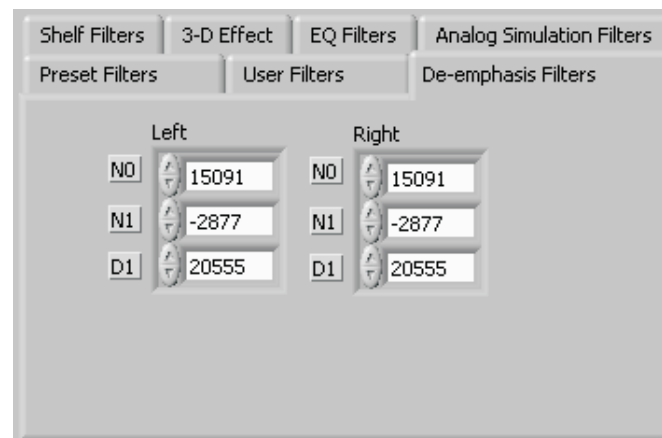 Shelf Filters 3-D Effect EQ Filters Analog Simulation Filters
Preset Filters User Filters De-emphasis Filters
Left Right
N0 15091 N0 15091
N1 -2877 N1 -2877
D1 20555 D1 20555